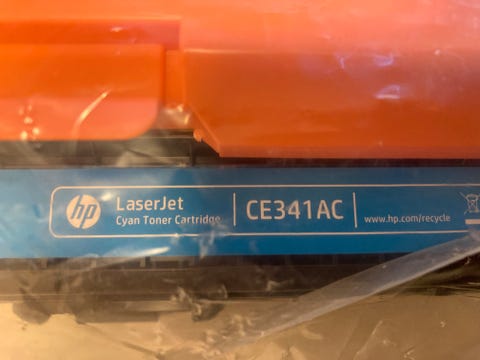 hp
LaserJet
Cyan Toner Cartridge
CE341AC
www.hp.com/recycle